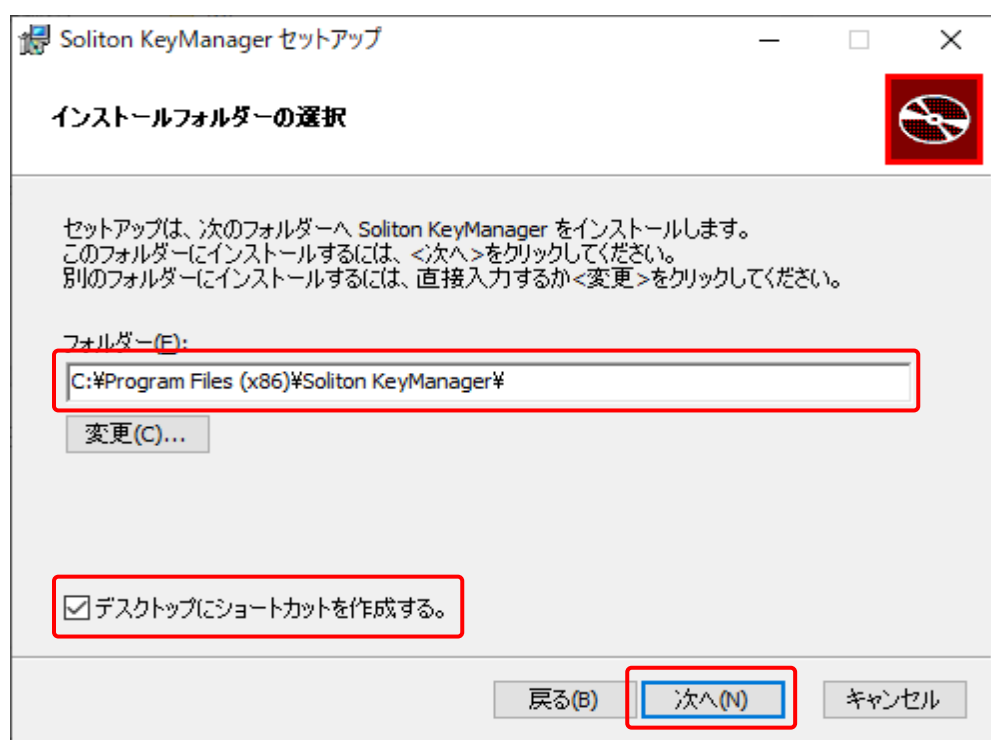 Soliton KeyManager セットアップ
インストールフォルダーの選択
セットアップは、次のフォルダーへ Soliton KeyManager をインストールします。
このフォルダーにインストールするには、<次へ>をクリックしてください。
別のフォルダーにインストールするには、直接入力するか<変更>をクリックしてください。
フォルダー(F):
C:¥Program Files (x86)¥Soliton KeyManager¥
変更(C)...
デスクトップにショートカットを作成する。
戻る(B)
次へ(N)
キャンセル